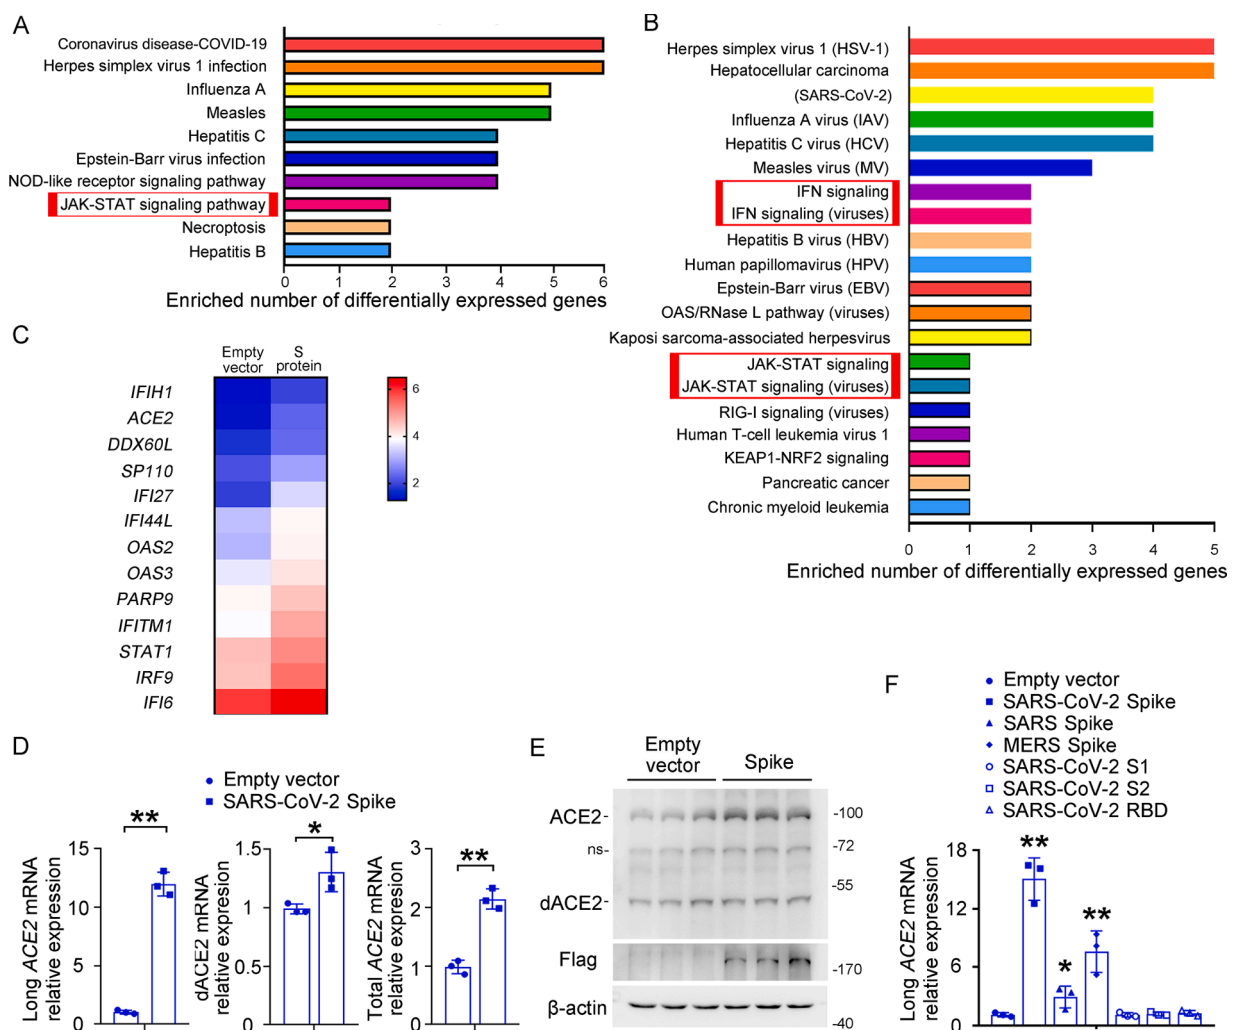 A
Coronavirus disease-COVID-19
Herpes simplex virus 1 infection
Influenza A
Measles
Hepatitis C
Epstein-Barr virus infection
NOD-like receptor signaling pathway
JAK-STAT signaling pathway
Necroptosis
Hepatitis B
0 1 2 3 4 5 6
Enriched number of differentially expressed genes
B
Herpes simplex virus 1 (HSV-1)
Hepatocellular carcinoma
(SARS-CoV-2)
Influenza A virus (IAV)
Hepatitis C virus (HCV)
Measles virus (MV)
IFN signaling
IFN signaling (viruses)
Hepatitis B virus (HBV)
Human papillomavirus (HPV)
Epstein-Barr virus (EBV)
OAS/RNase L pathway (viruses)
Kaposi sarcoma-associated herpesvirus
JAK-STAT signaling
JAK-STAT signaling (viruses)
RIG-I signaling (viruses)
Human T-cell leukemia virus 1
KEAP1-NRF2 signaling
Pancreatic cancer
Chronic myeloid leukemia
0 1 2 3 4 5
Enriched number of differentially expressed genes
C
Empty vector
S protein
IFIH1
ACE2
DDX60L
SP110
IFI27
IFI44L
OAS2
OAS3
PARP9
IFITM1
STAT1
IRF9
IFI6
6
4
2
D
Empty vector
SARS-CoV-2 Spike
Long ACE2 mRNA
relative expression
15
10
5
0
**
dACE2 mRNA
relative expression
1.5
1.0
0.5
0
*
Total ACE2 mRNA
relative expression
3
2
1
0
**
E
Empty vector
Spike
ACE2-
ns-
dACE2-
Flag
β-actin
-100
-72
-55
-170
-40
F
Empty vector
SARS-CoV-2 Spike
SARS Spike
MERS Spike
SARS-CoV-2 S1
SARS-CoV-2 S2
SARS-CoV-2 RBD
Long ACE2 mRNA
relative expression
18
12
6
0
**
*
**